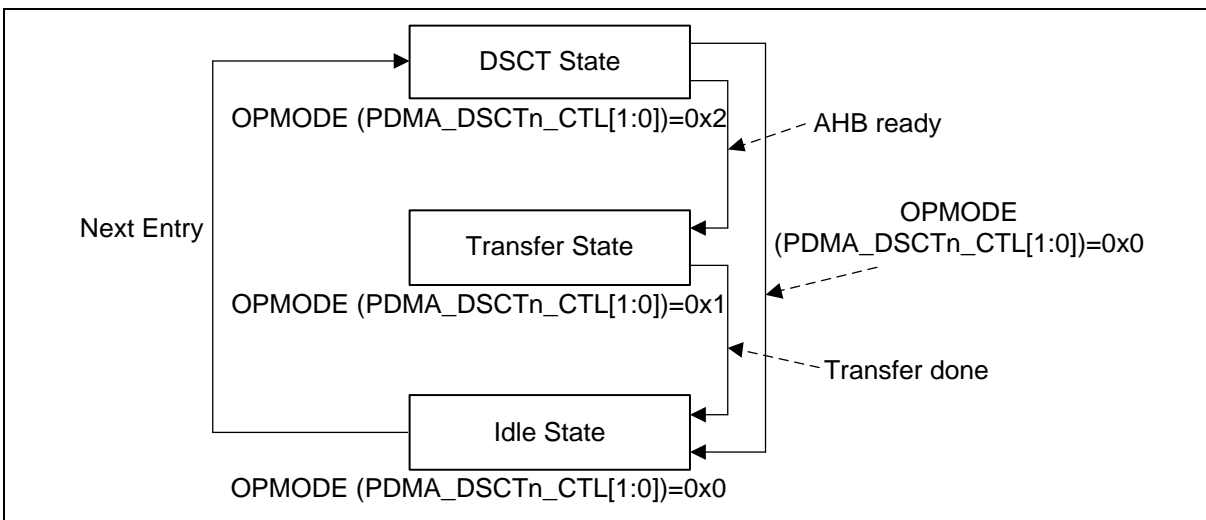 DSCT State
OPMODE (PDMA_DSCTn_CTL[1:0])=0x2
AHB ready
OPMODE
(PDMA_DSCTn_CTL[1:0])=0x0
Next Entry
Transfer State
OPMODE (PDMA_DSCTn_CTL[1:0])=0x1
Transfer done
Idle State
OPMODE (PDMA_DSCTn_CTL[1:0])=0x0